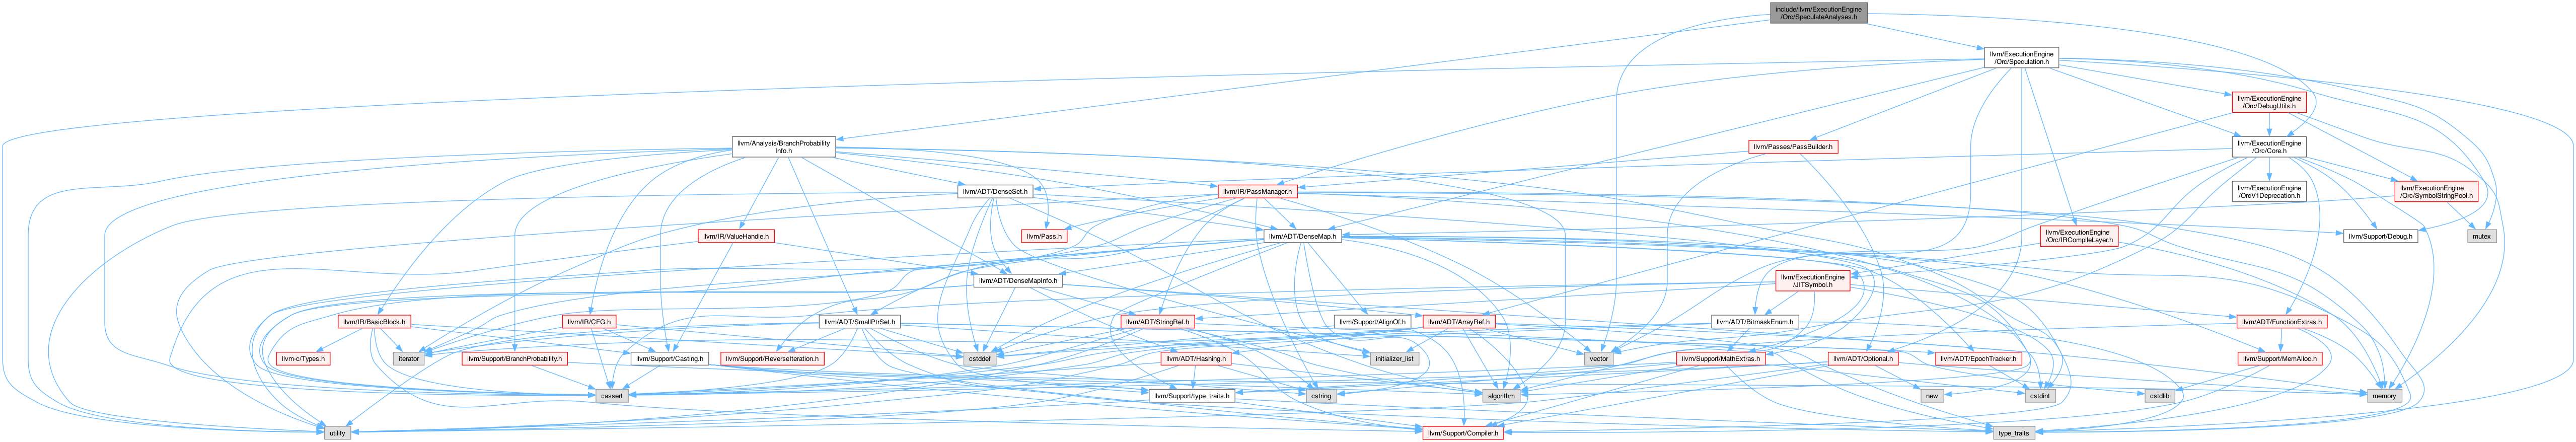 include/llvm/ExecutionEngine
/Orc/SpeculateAnalyses.h
llvm/ExecutionEngine
/Orc/Speculation.h
llvm/ExecutionEngine
/Orc/DebugUtils.h
llvm/Analysis/BranchProbability
Info.h
llvm/Passes/PassBuilder.h
llvm/ExecutionEngine
/Orc/Core.h
llvm/ADT/DenseSet.h
llvm/IR/PassManager.h
llvm/ExecutionEngine
/OrcV1Deprecation.h
llvm/ExecutionEngine
/Orc/SymbolStringPool.h
llvm/IR/ValueHandle.h
llvm/Pass.h
llvm/ADT/DenseMap.h
llvm/ExecutionEngine
/Orc/IRCompileLayer.h
llvm/Support/Debug.h
mutex
llvm/ADT/DenseMapInfo.h
llvm/ExecutionEngine
/JITSymbol.h
llvm/IR/BasicBlock.h
llvm/IR/CFG.h
llvm/ADT/SmallPtrSet.h
llvm/ADT/StringRef.h
llvm/Support/AlignOf.h
llvm/ADT/ArrayRef.h
llvm/ADT/BitmaskEnum.h
llvm/ADT/FunctionExtras.h
llvm-c/Types.h
iterator
llvm/Support/BranchProbability.h
llvm/Support/Casting.h
llvm/Support/ReverseIteration.h
cstddef
llvm/ADT/Hashing.h
initializer_list
vector
llvm/Support/MathExtras.h
llvm/ADT/Optional.h
llvm/ADT/EpochTracker.h
llvm/Support/MemAlloc.h
cassert
llvm/Support/type_traits.h
cstring
algorithm
new
cstdint
cstdlib
memory
utility
llvm/Support/Compiler.h
type_traits